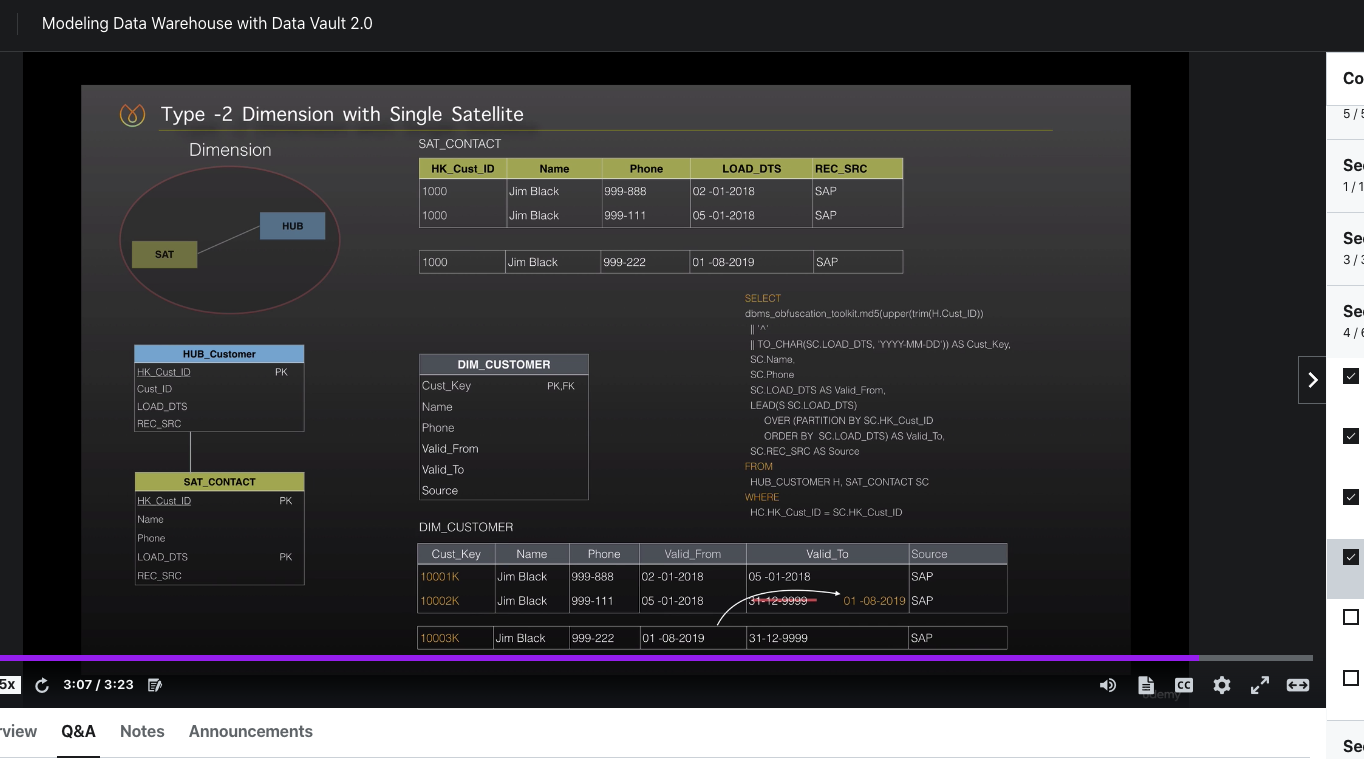 Modeling Data Warehouse with Data Vault 2.0
Type -2 Dimension with Single Satellite
Dimension
HUB
SAT
SAT_CONTACT
HK_Cust_ID Name Phone LOAD_DTS REC_SRC
1000 Jim Black 999-888 02 -01-2018 SAP
1000 Jim Black 999-111 05 -01-2018 SAP
1000 Jim Black 999-222 01 -08-2019 SAP
HUB_Customer
HK_Cust_ID PK
Cust_ID
LOAD_DTS
REC_SRC
SAT_CONTACT
HK_Cust_ID PK
Name
Phone
LOAD_DTS PK
REC_SRC
DIM_CUSTOMER
Cust_Key PK,FK
Name
Phone
Valid_From
Valid_To
Source
SELECT
dbms_obfuscation_toolkit.md5(upper(trim(H.Cust_ID))
|| '^'
|| TO_CHAR(SC.LOAD_DTS, 'YYYY-MM-DD')) AS Cust_Key,
SC.Name,
SC.Phone
SC.LOAD_DTS AS Valid_From,
LEAD(S SC.LOAD_DTS)
OVER (PARTITION BY SC.HK_Cust_ID
ORDER BY SC.LOAD_DTS) AS Valid_To,
SC.REC_SRC AS Source
FROM
HUB_CUSTOMER H, SAT_CONTACT SC
WHERE
HC.HK_Cust_ID = SC.HK_Cust_ID
DIM_CUSTOMER
Cust_Key Name Phone Valid_From Valid_To Source
10001K Jim Black 999-888 02 -01-2018 05 -01-2018 SAP
10002K Jim Black 999-111 05 -01-2018 31-12-9999 01 -08-2019 SAP
10003K Jim Black 999-222 01 -08-2019 31-12-9999 SAP
5x 3:07 / 3:23
CC
udemy
rview Q&A Notes Announcements
Co
5 / 5
Sec
1 / 1
Sec
3 / 3
Sec
4 / 6
Sec